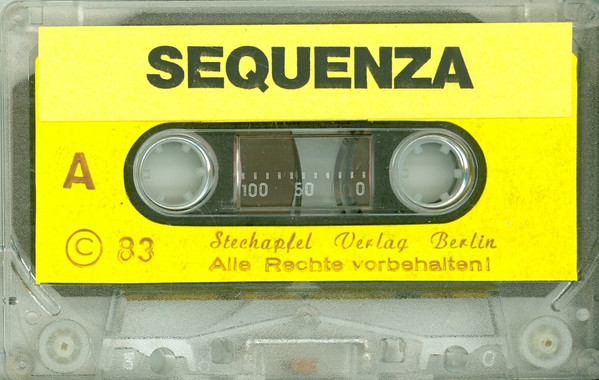 SEQUENZA
A
100 50 0
© 83
Stechapfel Verlag Berlin
Alle Rechte vorbehalten!